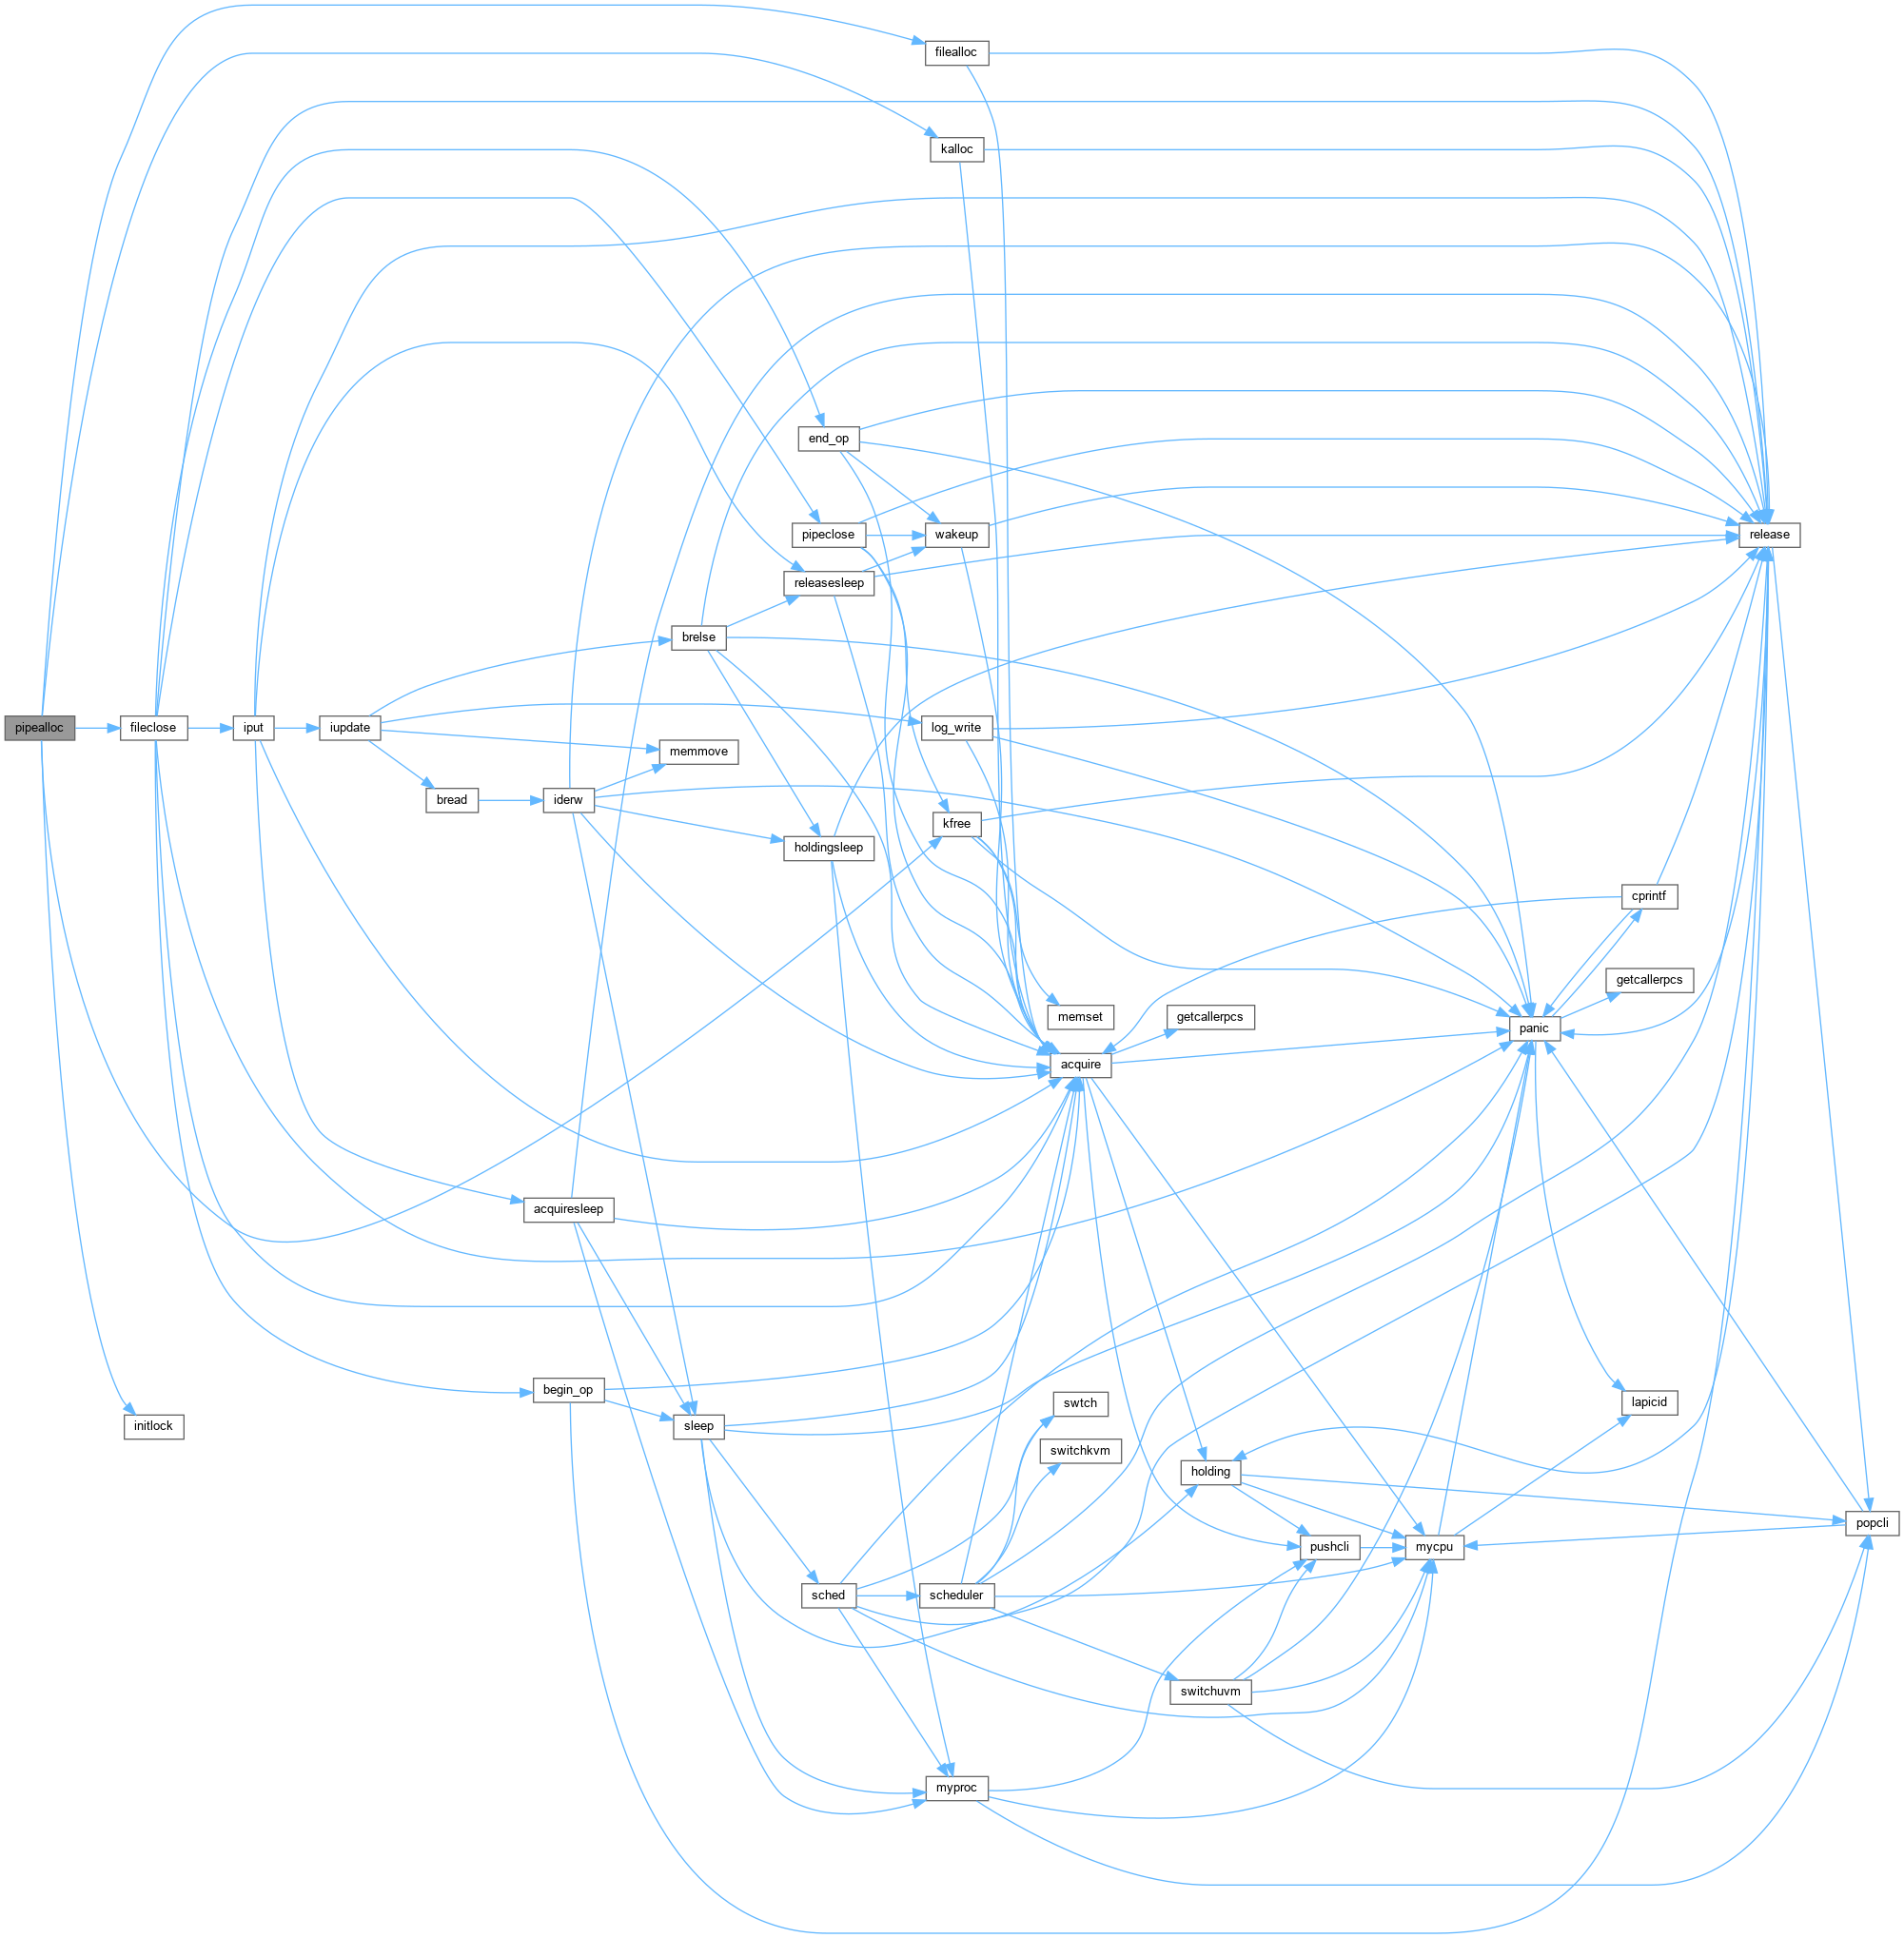 filealloc
kalloc
end_op
pipeclose
wakeup
release
releasesleep
brelse
pipealloc
fileclose
iput
iupdate
log_write
memmove
bread
iderw
kfree
holdingsleep
cprintf
getcallerpcs
memset
getcallerpcs
panic
acquire
acquiresleep
begin_op
swtch
lapicid
initlock
sleep
switchkvm
holding
popcli
pushcli
mycpu
sched
scheduler
switchuvm
myproc